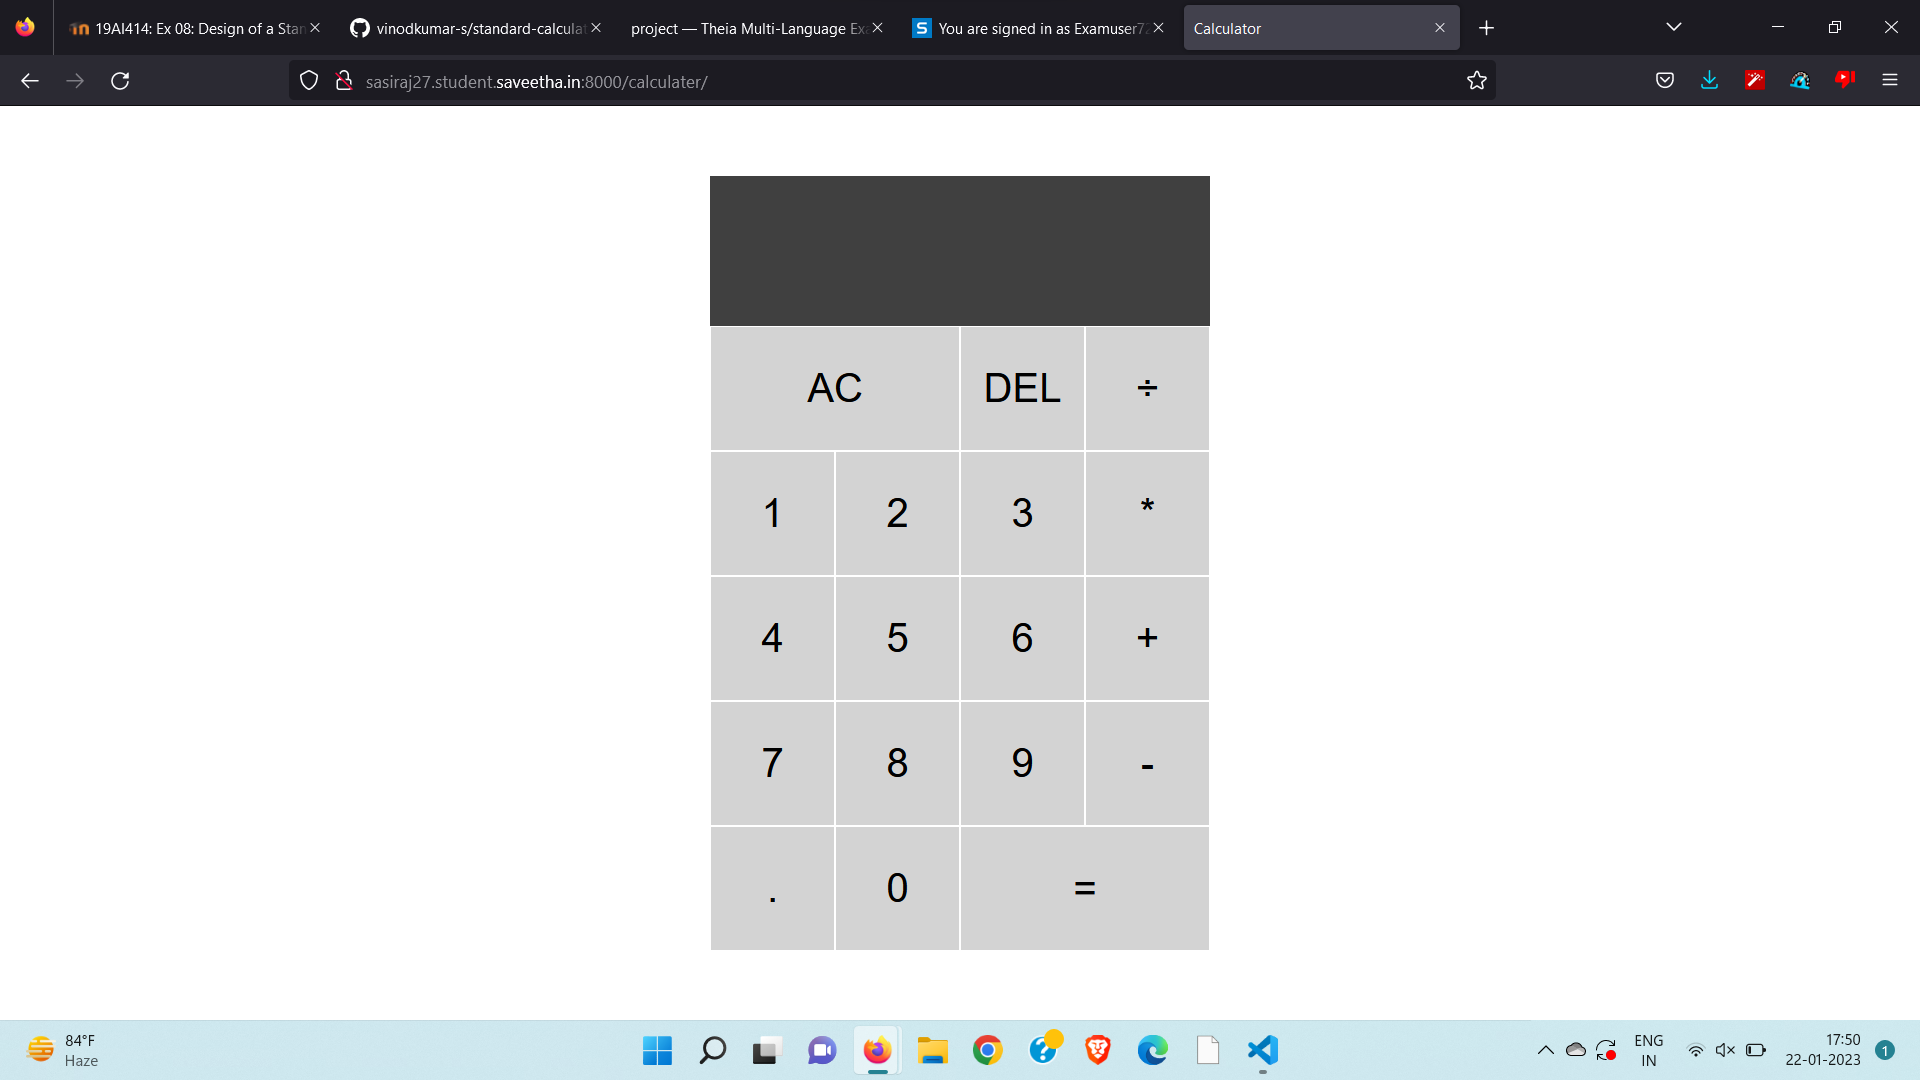 19AI414: Ex 08: Design of a Stan
vinodkumar-s/standard-calculat
project — Theia Multi-Language Exa
You are signed in as Examuser72
Calculator
sasiraj27.student.saveetha.in:8000/calculater/
AC DEL ÷
1 2 3 *
4 5 6 +
7 8 9 -
. 0 =
84°F
Haze
ENG
IN
17:50
22-01-2023
1